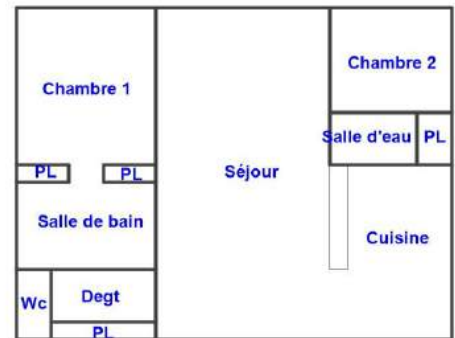 Chambre 1
Chambre 2
Salle d'eau
PL
PL
PL
Séjour
Salle de bain
Cuisine
Wc
Degt
PL